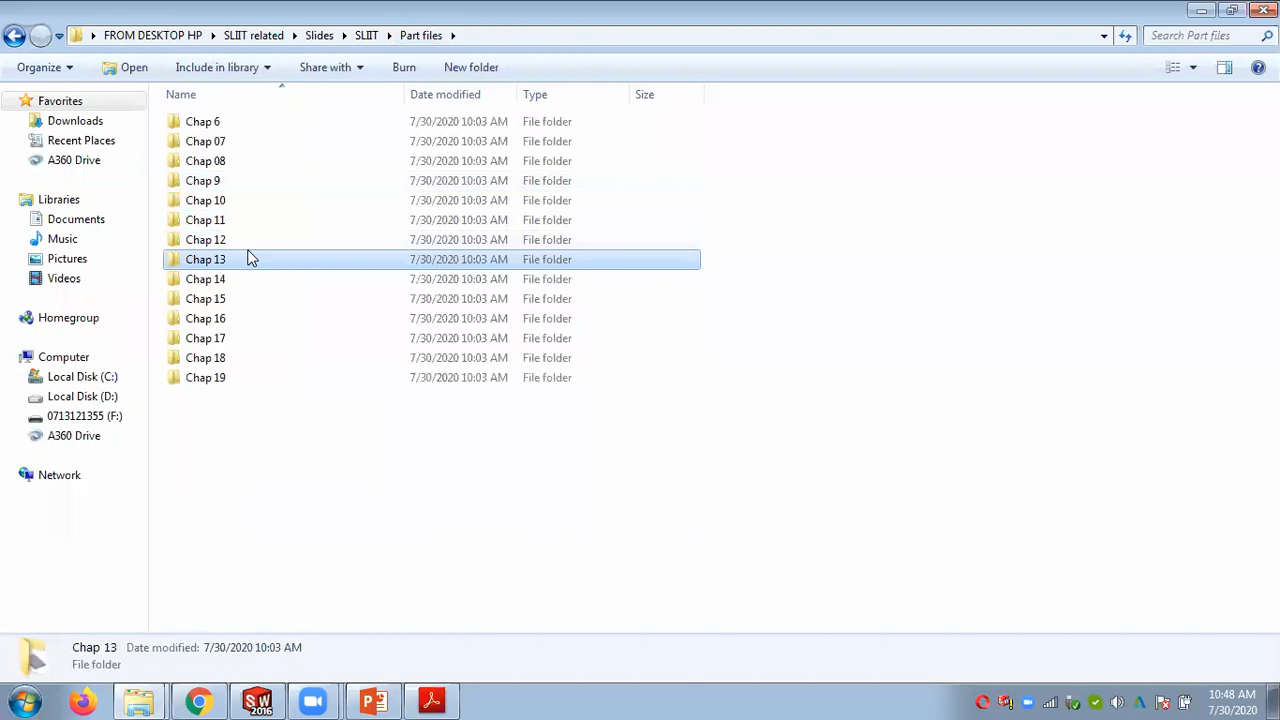 FROM DESKTOP HP SLIIT related Slides SLIIT Part files Search Part files
Organize Open Include in library Share with Burn New folder
Name Date modified Type Size
Favorites
Downloads
Recent Places
A360 Drive
Libraries
Documents
Music
Pictures
Videos
Homegroup
Computer
Local Disk (C:)
Local Disk (D:)
0713121355 (F:)
A360 Drive
Network
Chap 6 7/30/2020 10:03 AM File folder
Chap 07 7/30/2020 10:03 AM File folder
Chap 08 7/30/2020 10:03 AM File folder
Chap 9 7/30/2020 10:03 AM File folder
Chap 10 7/30/2020 10:03 AM File folder
Chap 11 7/30/2020 10:03 AM File folder
Chap 12 7/30/2020 10:03 AM File folder
Chap 13 7/30/2020 10:03 AM File folder
Chap 14 7/30/2020 10:03 AM File folder
Chap 15 7/30/2020 10:03 AM File folder
Chap 16 7/30/2020 10:03 AM File folder
Chap 17 7/30/2020 10:03 AM File folder
Chap 18 7/30/2020 10:03 AM File folder
Chap 19 7/30/2020 10:03 AM File folder
Chap 13 Date modified: 7/30/2020 10:03 AM
File folder
SW
2016
10:48 AM
7/30/2020